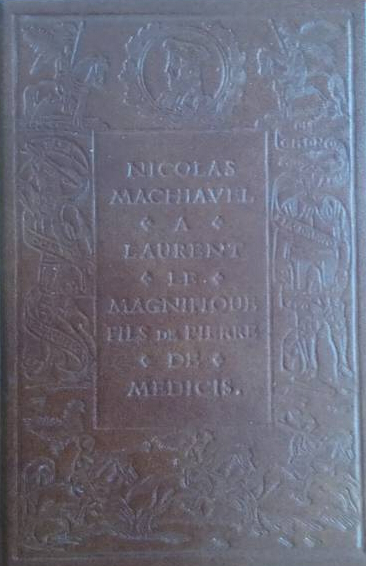 NICOLAS
MACHIAVEL
A
LAURENT
LE
MAGNIFIQUE
FILS DE PIERRE
DE
MEDICIS.